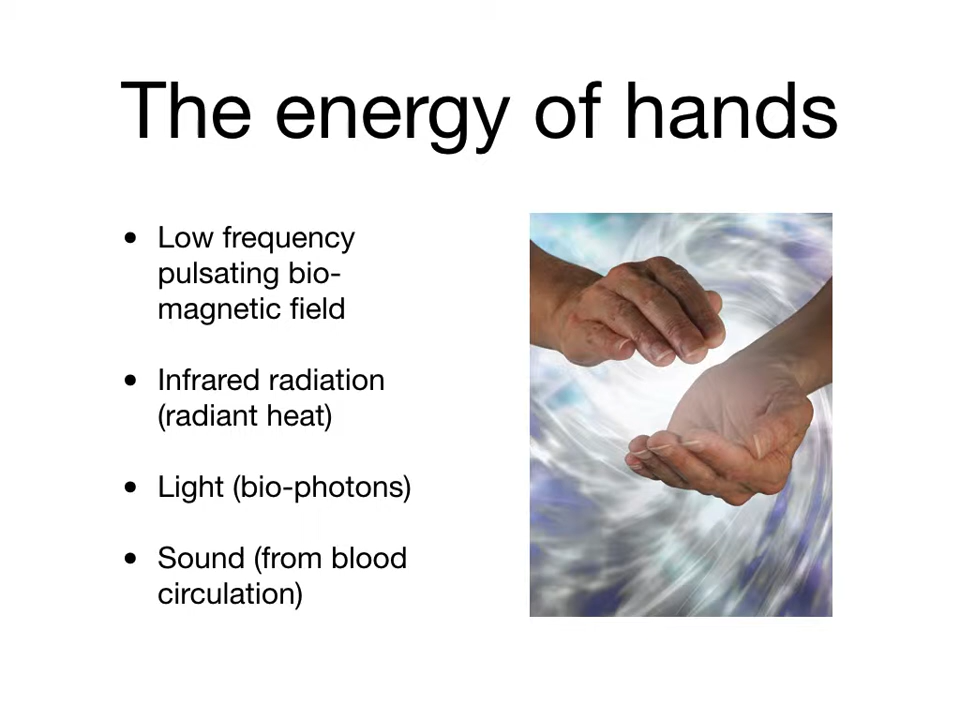 The energy of hands
• Low frequency
pulsating bio-
magnetic field
• Infrared radiation
(radiant heat)
• Light (bio-photons)
• Sound (from blood
circulation)